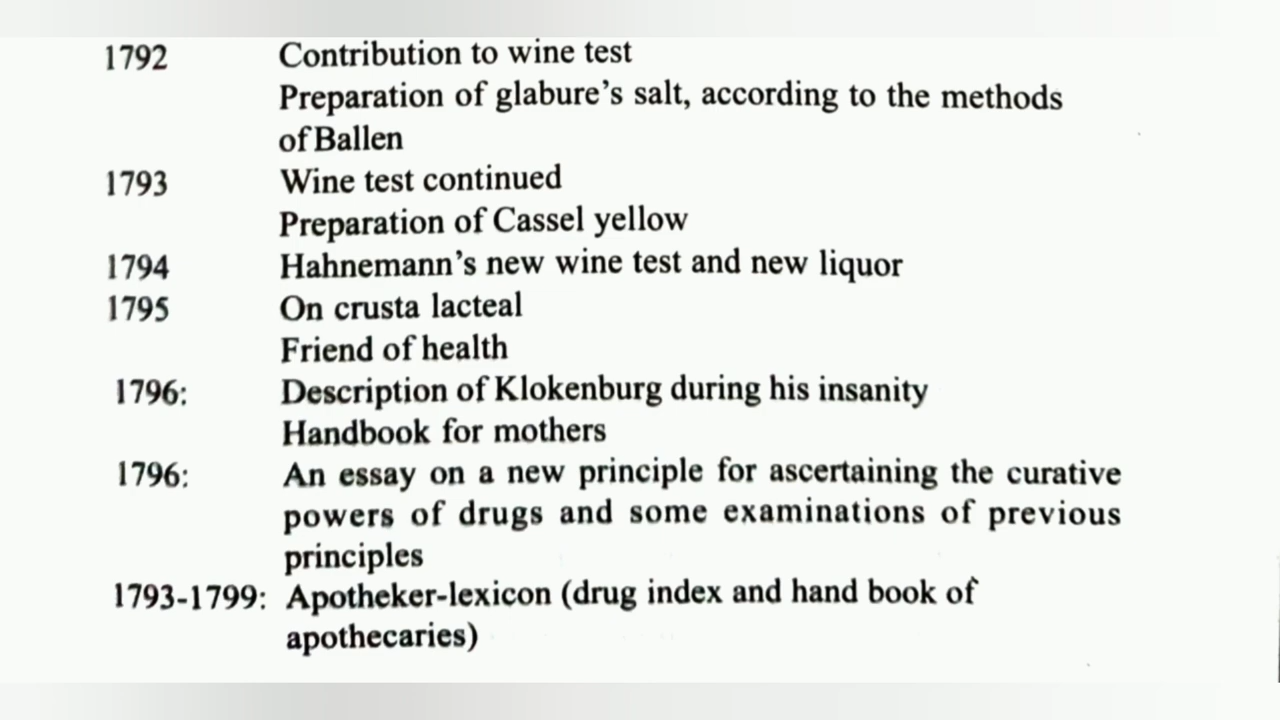 1792 Contribution to wine test
Preparation of glabure's salt, according to the methods
of Ballen
1793 Wine test continued
Preparation of Cassel yellow
1794 Hahnemann's new wine test and new liquor
1795 On crusta lacteal
Friend of health
1796: Description of Klokenburg during his insanity
Handbook for mothers
1796: An essay on a new principle for ascertaining the curative
powers of drugs and some examinations of previous
principles
1793-1799: Apotheker-lexicon (drug index and hand book of
apothecaries)